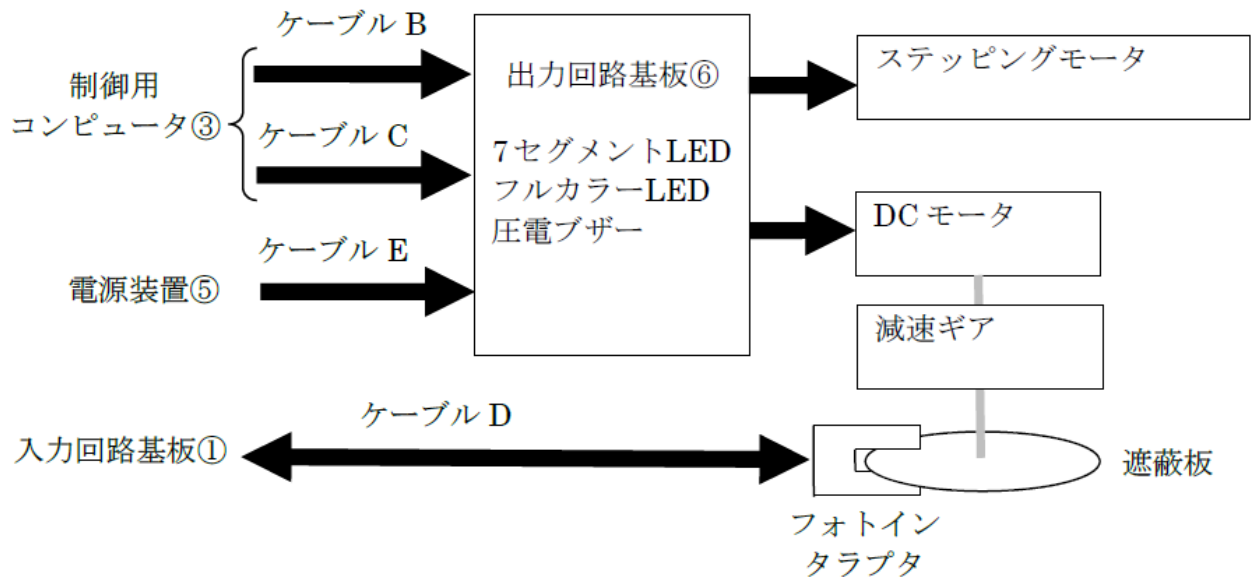 ケーブル B
制御用
コンピュータ③
ケーブル C
ケーブル E
電源装置⑤
出力回路基板⑥
7セグメントLED
フルカラーLED
圧電ブザー
ステッピングモータ
DCモータ
減速ギア
ケーブル D
入力回路基板①
遮蔽板
フォトイン
タラプタ